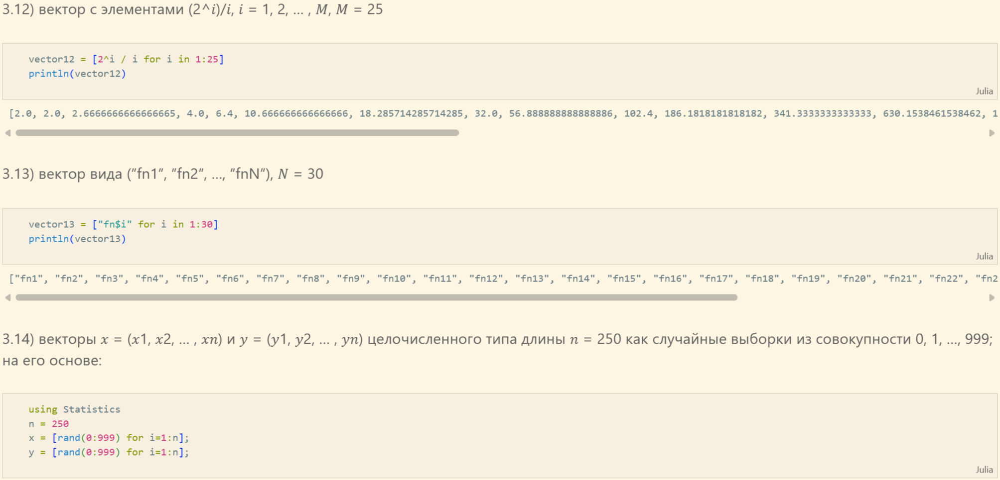 3.12) вектор с элементами (2^i)/i, i = 1, 2, … , M, M = 25
vector12 = [2^i / i for i in 1:25]
println(vector12)
Julia
[2.0, 2.0, 2.6666666666666665, 4.0, 6.4, 10.666666666666666, 18.285714285714285, 32.0, 56.888888888888886, 102.4, 186.1818181818182, 341.3333333333333, 630.1538461538462, 1
3.13) вектор вида (″fn1″, ″fn2″, …, ″fnN″), N = 30
vector13 = ["fn$i" for i in 1:30]
println(vector13)
Julia
["fn1", "fn2", "fn3", "fn4", "fn5", "fn6", "fn7", "fn8", "fn9", "fn10", "fn11", "fn12", "fn13", "fn14", "fn15", "fn16", "fn17", "fn18", "fn19", "fn20", "fn21", "fn22", "fn2
3.14) векторы x = (x1, x2, … , xn) и y = (y1, y2, … , yn) целочисленного типа длины n = 250 как случайные выборки из совокупности 0, 1, …, 999;
на его основе:
using Statistics
n = 250
x = [rand(0:999) for i=1:n];
y = [rand(0:999) for i=1:n];
Julia